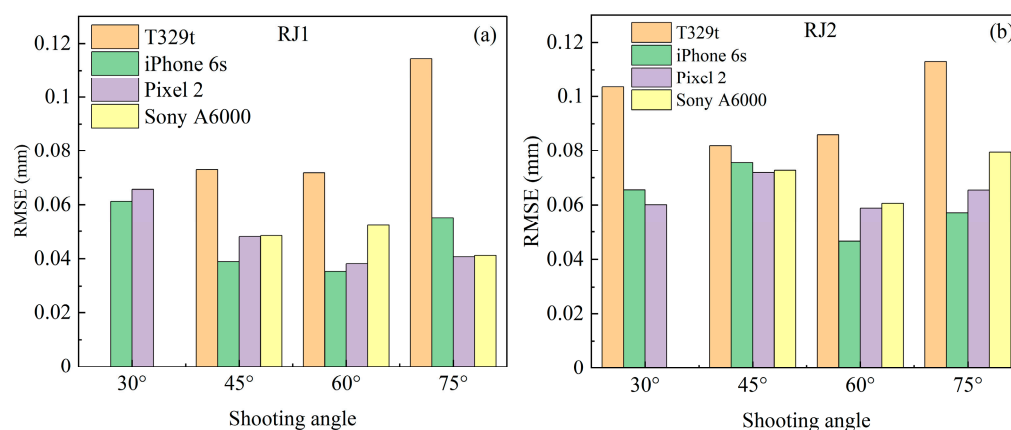 RJ1
(a)
T329t
iPhone 6s
Pixel 2
Sony A6000
0.12
0.1
0.08
0.06
0.04
0.02
0
RMSE (mm)
30°
45°
60°
75°
Shooting angle
RJ2
(b)
T329t
iPhone 6s
Pixel 2
Sony A6000
0.12
0.1
0.08
0.06
0.04
0.02
0
RMSE (mm)
30°
45°
60°
75°
Shooting angle